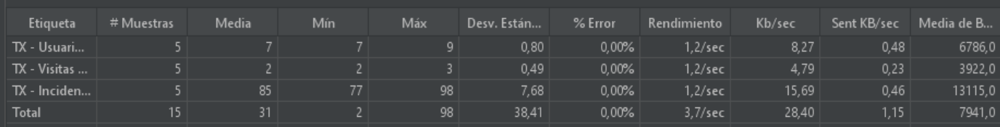 Etiqueta # Muestras Media Mín Máx Desv. Están... % Error Rendimiento Kb/sec Sent KB/sec Media de B...
TX - Usuari... 5 7 7 9 0,80 0,00% 1,2/sec 8,27 0,48 6786,0
TX - Visitas ... 5 2 2 3 0,49 0,00% 1,2/sec 4,79 0,23 3922,0
TX - Inciden... 5 85 77 98 7,68 0,00% 1,2/sec 15,69 0,46 13115,0
Total 15 31 2 98 38,41 0,00% 3,7/sec 28,40 1,15 7941,0